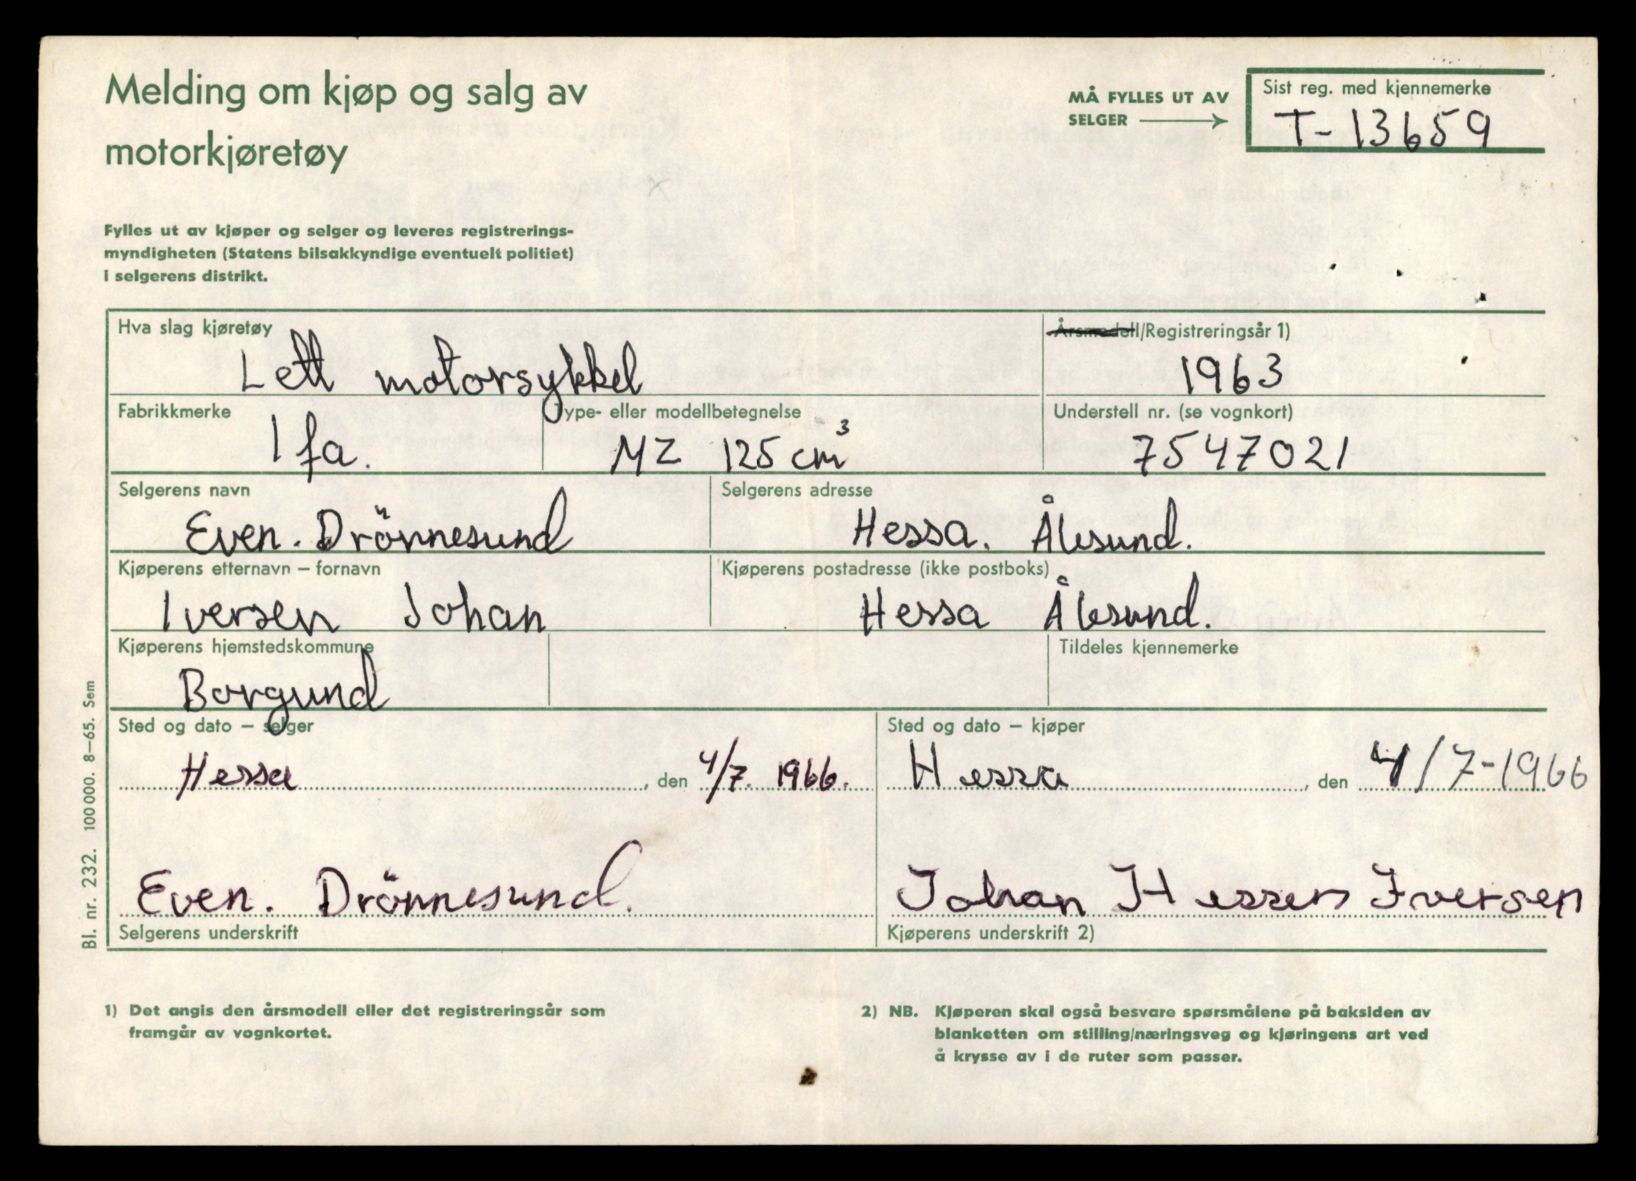 Melding om kjøp og salg av
motorkjøretøy
MÅ FYLLES UT AV
SELGER
Sist reg. med kjennemerke
T-13659
Fylles ut av kjøper og selger og leveres registrerings-
myndigheten (Statens bilsakkyndige eventuelt politiet)
i selgerens distrikt.
Hva slag kjøretøy
Lett motorsykkel
Årsmodell/Registreringsår 1)
1963
Fabrikkmerke
Ifa.
Type- eller modellbetegnelse
MZ 125 cm³
Understell nr. (se vognkort)
7547021
Selgerens navn
Even. Drönnesund
Selgerens adresse
Hessa. Ålesund.
Kjøperens etternavn – fornavn
Iversen Johan
Kjøperens postadresse (ikke postboks)
Hessa Ålesund.
Kjøperens hjemstedskommune
Borgund
Tildeles kjennemerke
Sted og dato – selger
Hessa, den 4/7. 1966.
Sted og dato – kjøper
Hessa, den 4/7-1966
Even. Drönnesund.
Selgerens underskrift
Johan Hessen Iversen
Kjøperens underskrift 2)
Bl. nr. 232. 100 000. 8–65. Sem
1) Det angis den årsmodell eller det registreringsår som
framgår av vognkortet.
2) NB. Kjøperen skal også besvare spørsmålene på baksiden av
blanketten om stilling/næringsveg og kjøringens art ved
å krysse av i de ruter som passer.